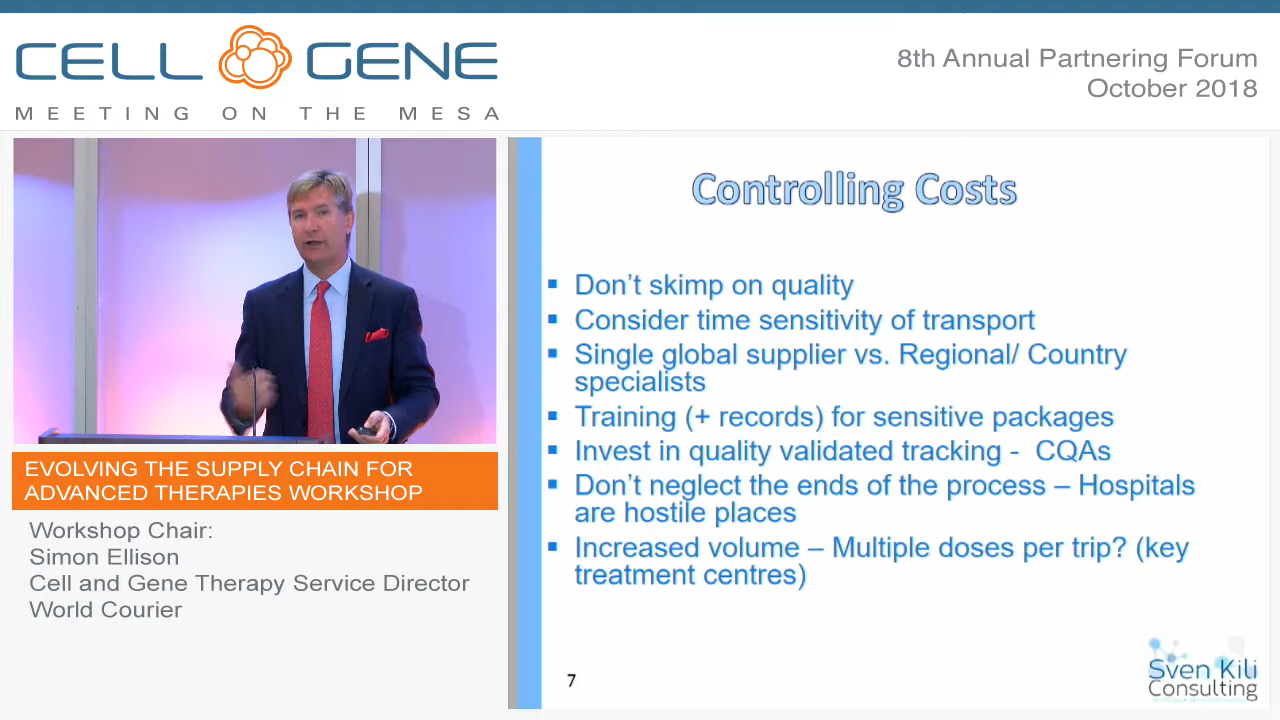 CELL GENE
MEETING ON THE MESA
8th Annual Partnering Forum
October 2018
EVOLVING THE SUPPLY CHAIN FOR
ADVANCED THERAPIES WORKSHOP
Workshop Chair:
Simon Ellison
Cell and Gene Therapy Service Director
World Courier
Controlling Costs
▪ Don't skimp on quality
▪ Consider time sensitivity of transport
▪ Single global supplier vs. Regional/ Country
specialists
▪ Training (+ records) for sensitive packages
▪ Invest in quality validated tracking - CQAs
▪ Don't neglect the ends of the process – Hospitals
are hostile places
▪ Increased volume – Multiple doses per trip? (key
treatment centres)
7
Sven Kili
Consulting